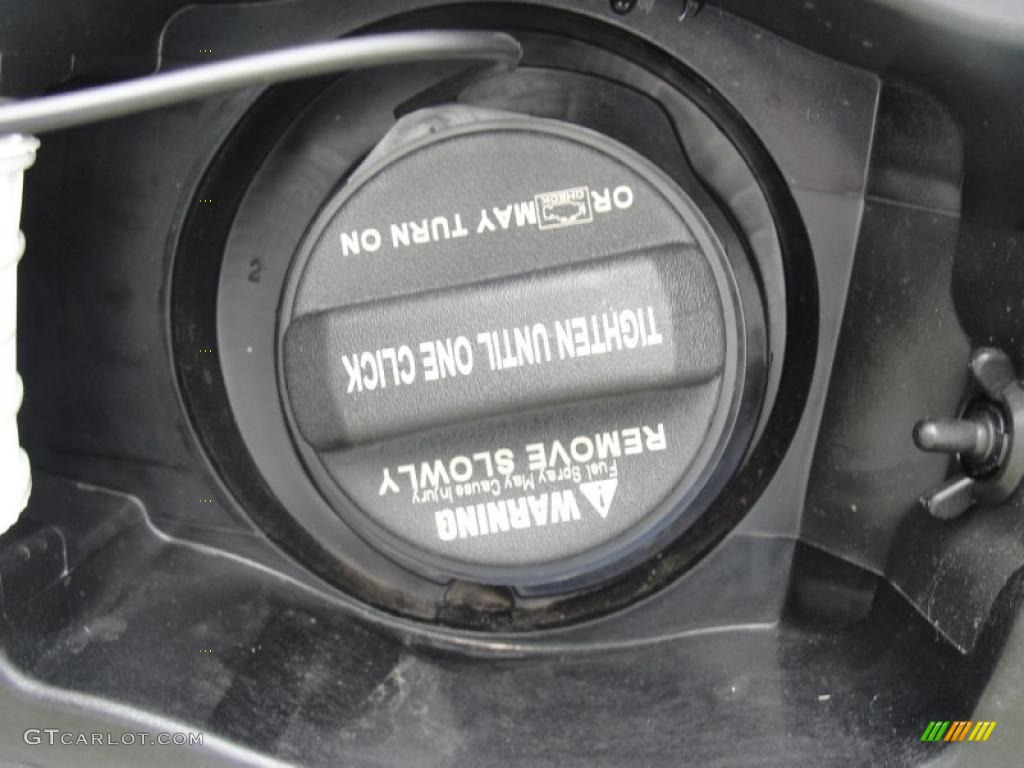 ⚠ WARNING
Fuel Spray May Cause Injury
REMOVE SLOWLY
TIGHTEN UNTIL ONE CLICK
OR CHECK MAY TURN ON
2
GTCARLOT.COM